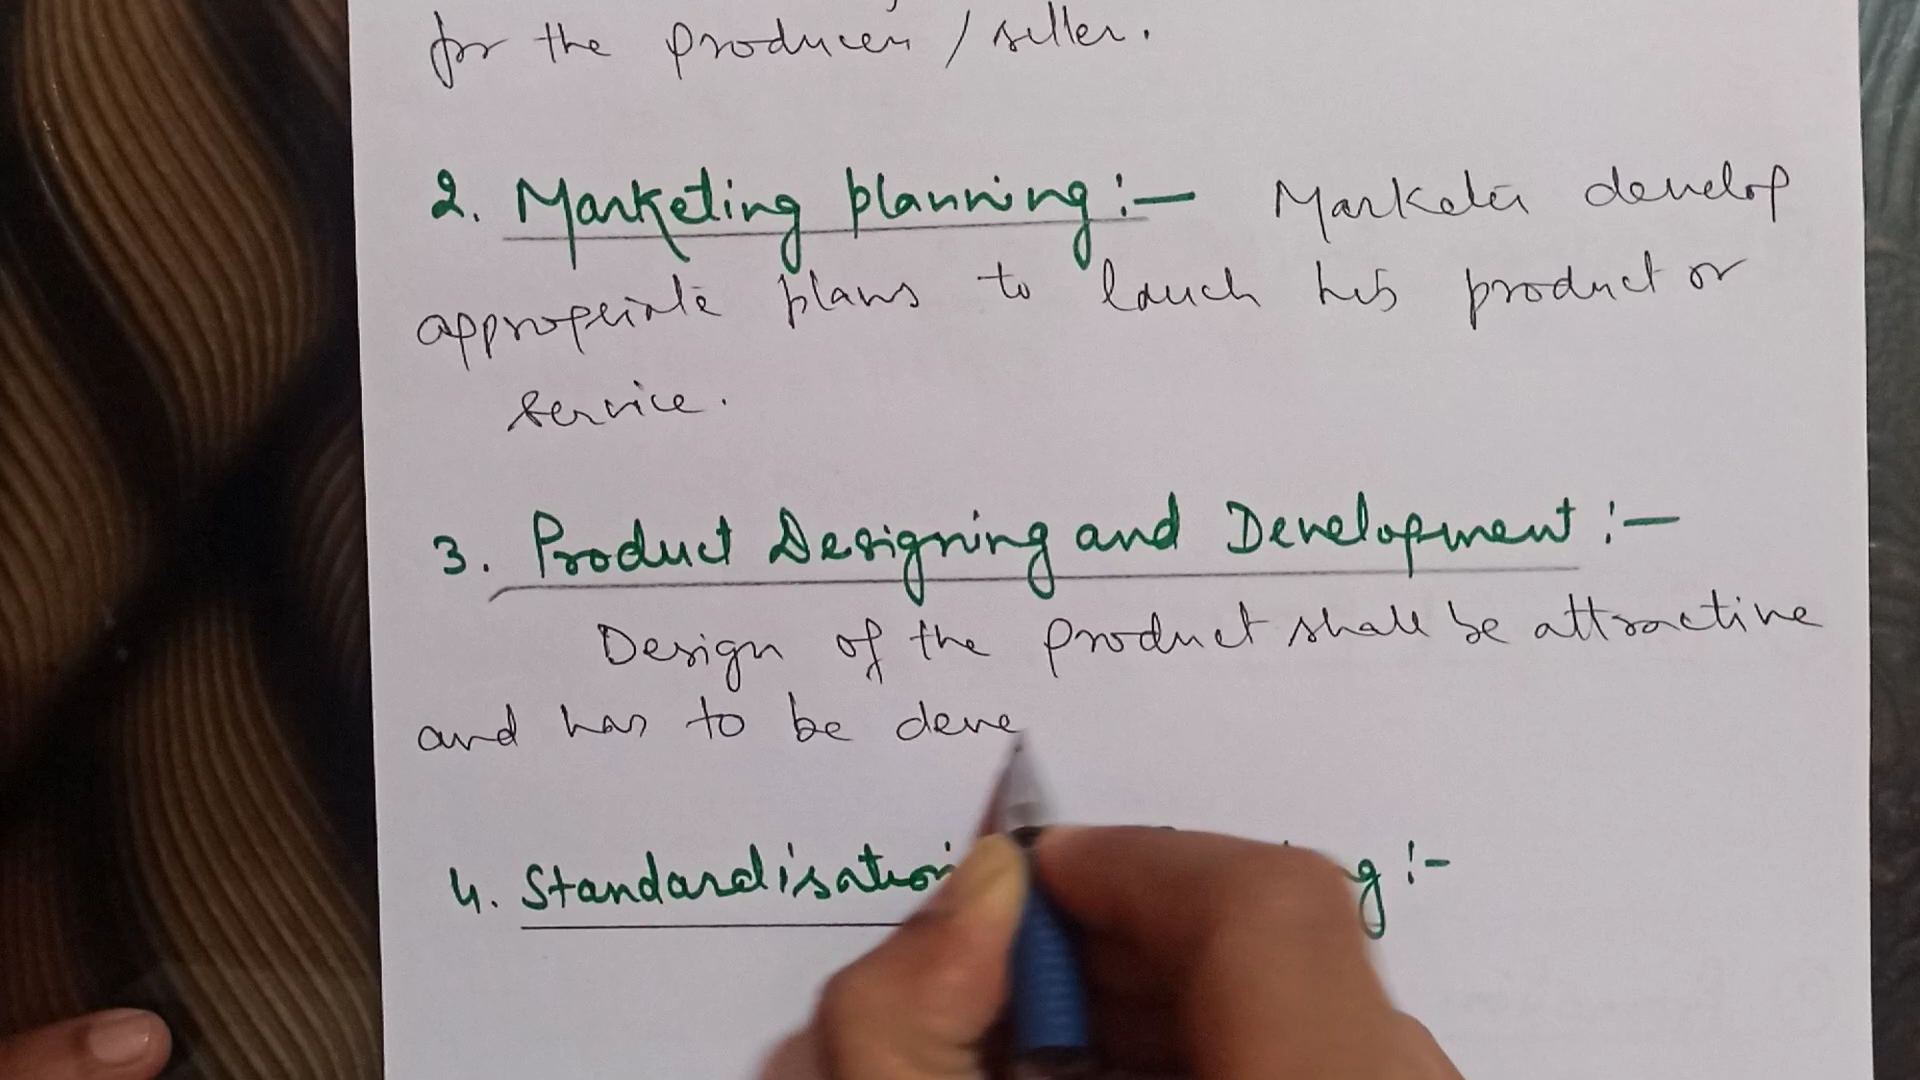 for the producer / seller.
2. Marketing planning :- Marketer develop
appropriate plans to lauch his product or
service.
3. Product Designing and Development :-
Design of the product shall be attractive
and has to be deve
4. Standardisation :-